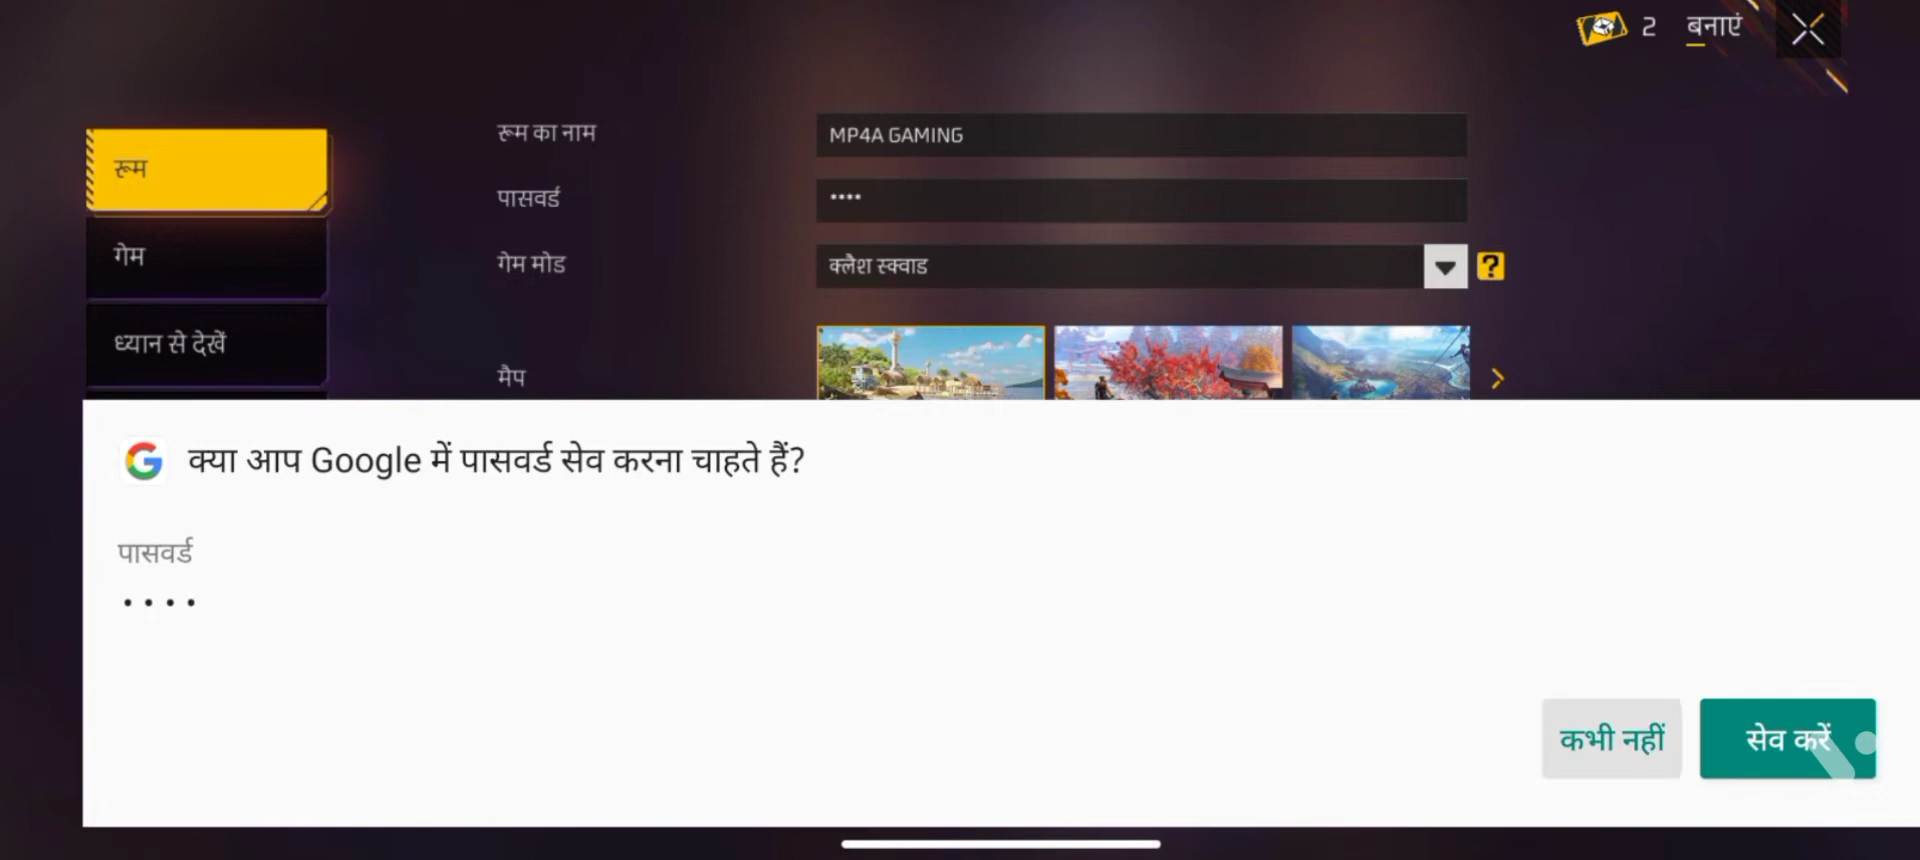 2 बनाएं
रूम का नाम MP4A GAMING
रूम
पासवर्ड ****
गेम
गेम मोड क्लैश स्क्वाड ?
ध्यान से देखें
मैप
क्या आप Google में पासवर्ड सेव करना चाहते हैं?
पासवर्ड
••••
कभी नहीं सेव करें